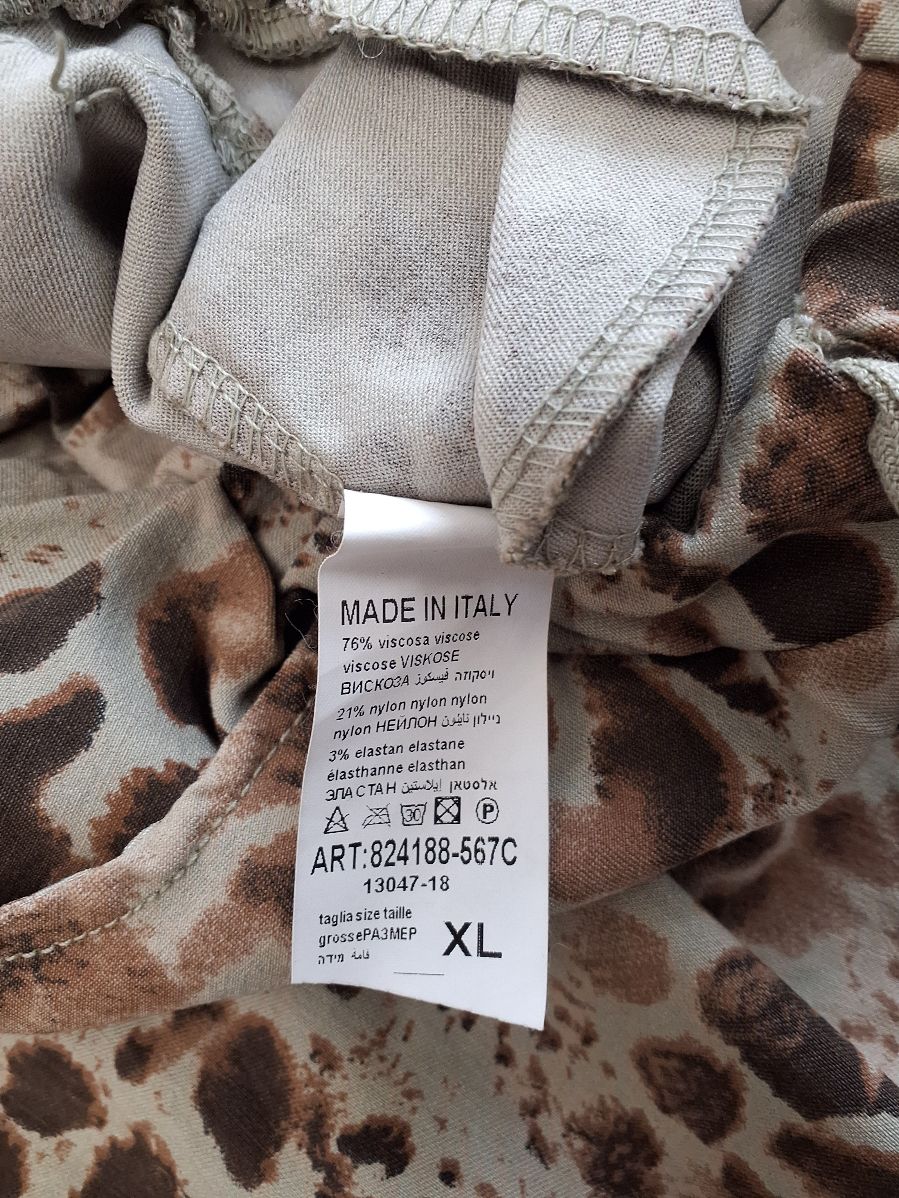 MADE IN ITALY
76% viscosa viscose
viscose VISKOSE
ВИСКОЗА فيسكوز ויסקוזה
21% nylon nylon nylon
nylon НЕЙЛОН نايلون ניילון
3% elastan elastane
élasthanne elasthan
ЭЛАСТАН إيلاستين אלסטאן
30 P
ART:824188-567C
13047-18
taglia size taille
grosseРАЗМЕР XL
قامة מידה